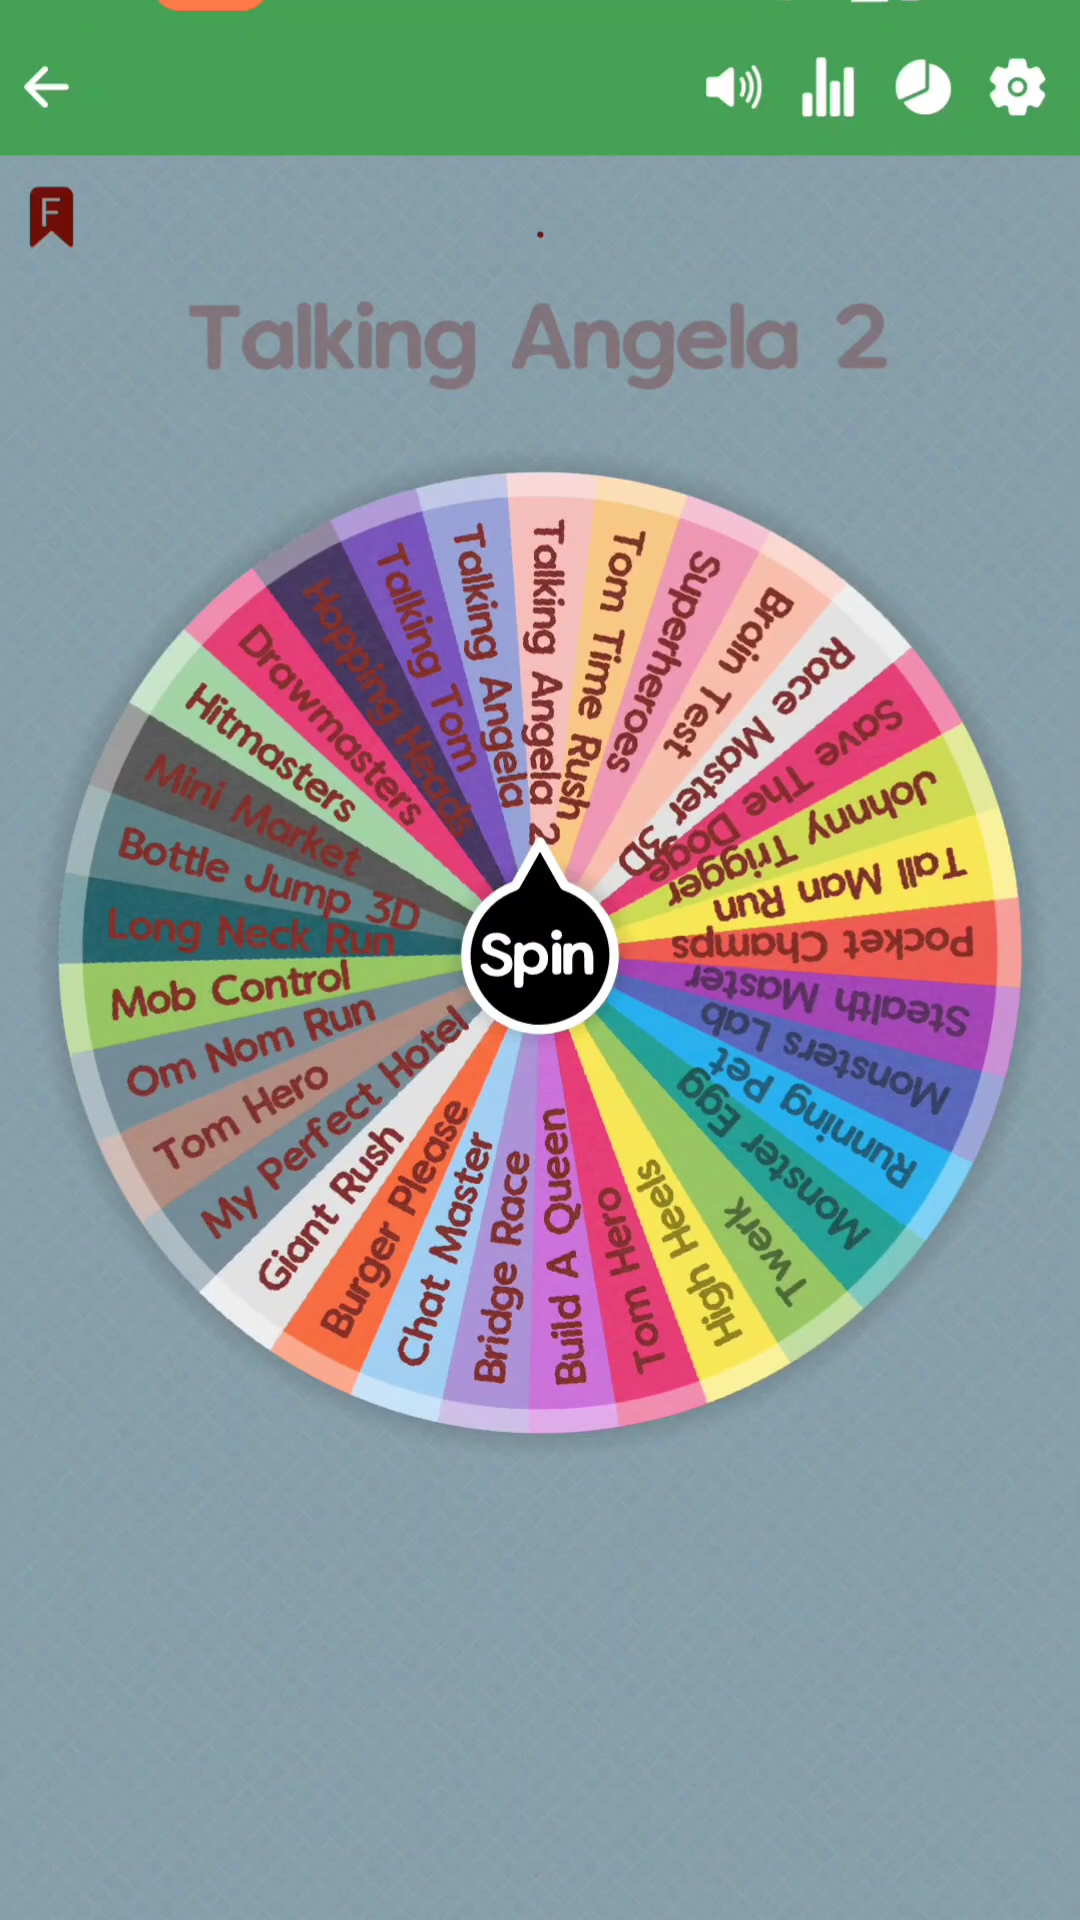 F
Talking Angela 2
Talking Angela 2
Tom Time Rush
Superheroes
Brain Test
Race Master 3D
Save The Doge
Johnny Trigger
Tall Man Run
Pocket Champs
Stealth Master
Monsters Lab
Running Pet
Monster Egg
Twerk
High Heels
Tom Hero
Build A Queen
Bridge Race
Chat Master
Burger Please
Giant Rush
My Perfect Hotel
Tom Hero
Om Nom Run
Mob Control
Long Neck Run
Bottle Jump 3D
Mini Market
Hitmasters
Drawmasters
Hopping Heads
Talking Tom
Talking Angela
Spin